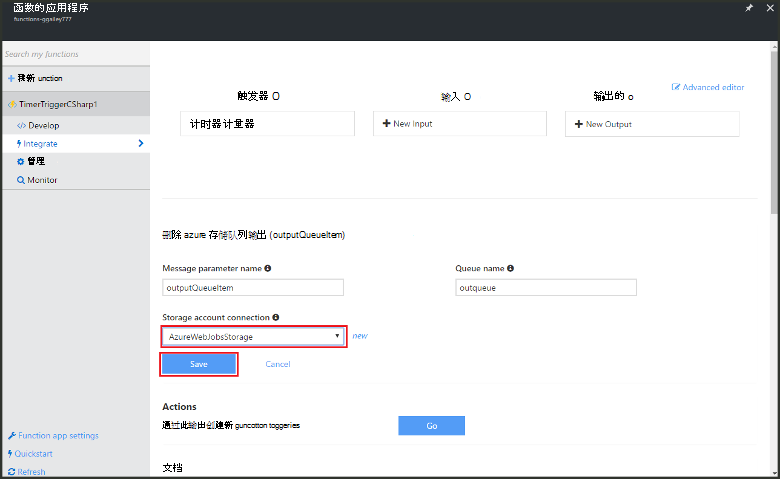 函数的应用程序
functions-ggailey777
Search my functions
+ 建新 unction
TimerTriggerCSharp1
</> Develop
Integrate
管理
Monitor
Function app settings
Quickstart
Refresh
触发器 O
输入 O
输出的 o
Advanced editor
计时器计量器
+ New Input
+ New Output
删除 azure 存储队列输出 (outputQueueItem)
Message parameter name
Queue name
outputQueueItem
outqueue
Storage account connection
AzureWebJobsStorage
new
Save
Cancel
Actions
通过此输出创建新 guncotton toggeries
Go
文档